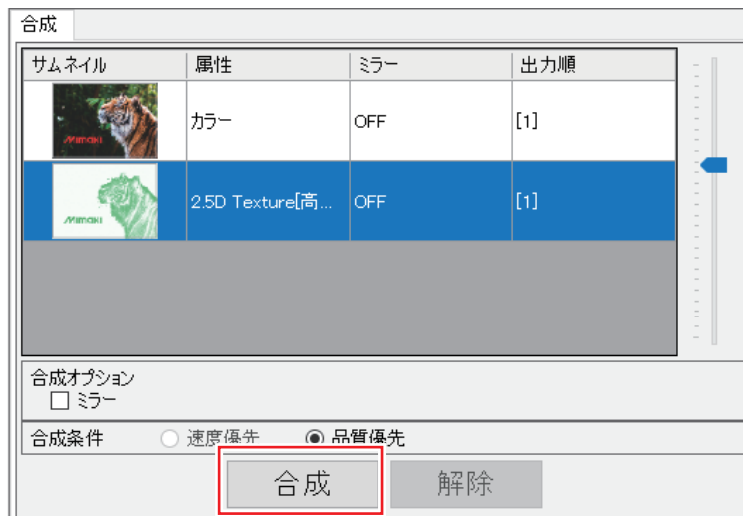 合成
サムネイル 属性 ミラー 出力順
Mimaki カラー OFF [1]
Mimaki 2.5D Texture[高... OFF [1]
合成オプション
ミラー
合成条件 速度優先 品質優先
合成 解除